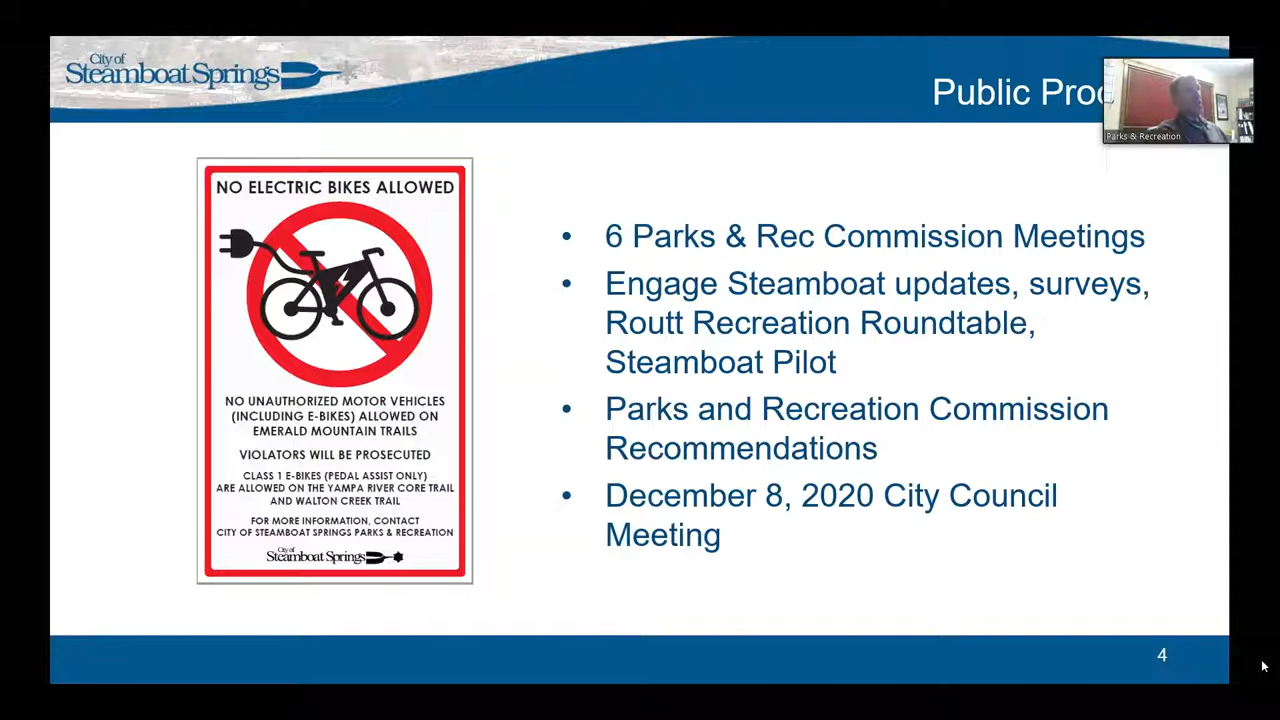 City of
Steamboat Springs
Public Proc
Parks & Recreation
NO ELECTRIC BIKES ALLOWED
NO UNAUTHORIZED MOTOR VEHICLES
(INCLUDING E-BIKES) ALLOWED ON
EMERALD MOUNTAIN TRAILS
VIOLATORS WILL BE PROSECUTED
CLASS 1 E-BIKES (PEDAL ASSIST ONLY)
ARE ALLOWED ON THE YAMPA RIVER CORE TRAIL
AND WALTON CREEK TRAIL
FOR MORE INFORMATION, CONTACT
CITY OF STEAMBOAT SPRINGS PARKS & RECREATION
City of
Steamboat Springs
• 6 Parks & Rec Commission Meetings
• Engage Steamboat updates, surveys,
Routt Recreation Roundtable,
Steamboat Pilot
• Parks and Recreation Commission
Recommendations
• December 8, 2020 City Council
Meeting
4